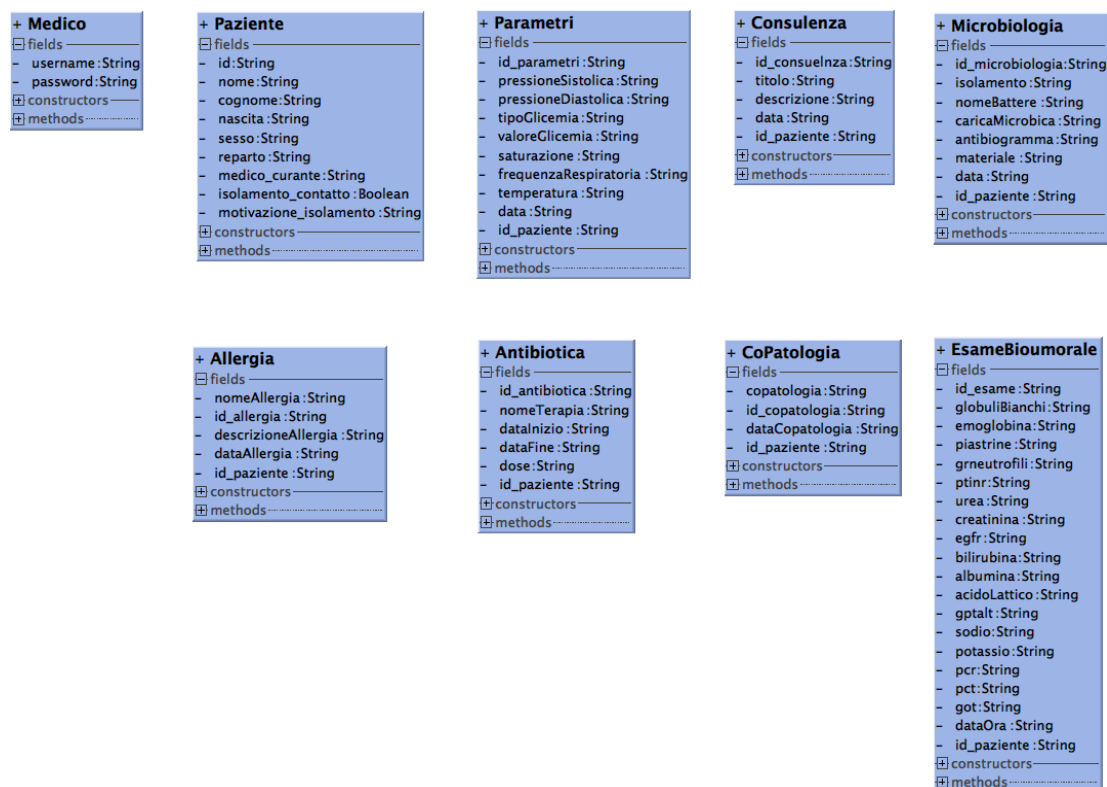 + Medico
fields
- username:String
- password:String
constructors
methods
+ Paziente
fields
- id:String
- nome:String
- cognome:String
- nascita:String
- sesso:String
- reparto:String
- medico_curante:String
- isolamento_contatto:Boolean
- motivazione_isolamento:String
constructors
methods
+ Parametri
fields
- id_parametri:String
- pressioneSistolica:String
- pressioneDiastolica:String
- tipoGlicemia:String
- valoreGlicemia:String
- saturazione:String
- frequenzaRespiratoria:String
- temperatura:String
- data:String
- id_paziente:String
constructors
methods
+ Consulenza
fields
- id_consuelnza:String
- titolo:String
- descrizione:String
- data:String
- id_paziente:String
constructors
methods
+ Microbiologia
fields
- id_microbiologia:String
- isolamento:String
- nomeBattere:String
- caricaMicrobica:String
- antibiogramma:String
- materiale:String
- data:String
- id_paziente:String
constructors
methods
+ Allergia
fields
- nomeAllergia:String
- id_allergia:String
- descrizioneAllergia:String
- dataAllergia:String
- id_paziente:String
constructors
methods
+ Antibiotica
fields
- id_antibiotica:String
- nomeTerapia:String
- dataInizio:String
- dataFine:String
- dose:String
- id_paziente:String
constructors
methods
+ CoPatologia
fields
- copatologia:String
- id_copatologia:String
- dataCopatologia:String
- id_paziente:String
constructors
methods
+ EsameBioumorale
fields
- id_esame:String
- globuliBianchi:String
- emoglobina:String
- piastrine:String
- grneutrofili:String
- ptinr:String
- urea:String
- creatinina:String
- egfr:String
- bilirubina:String
- albumina:String
- acidoLattico:String
- gptalt:String
- sodio:String
- potassio:String
- pcr:String
- pct:String
- got:String
- dataOra:String
- id_paziente:String
constructors
methods